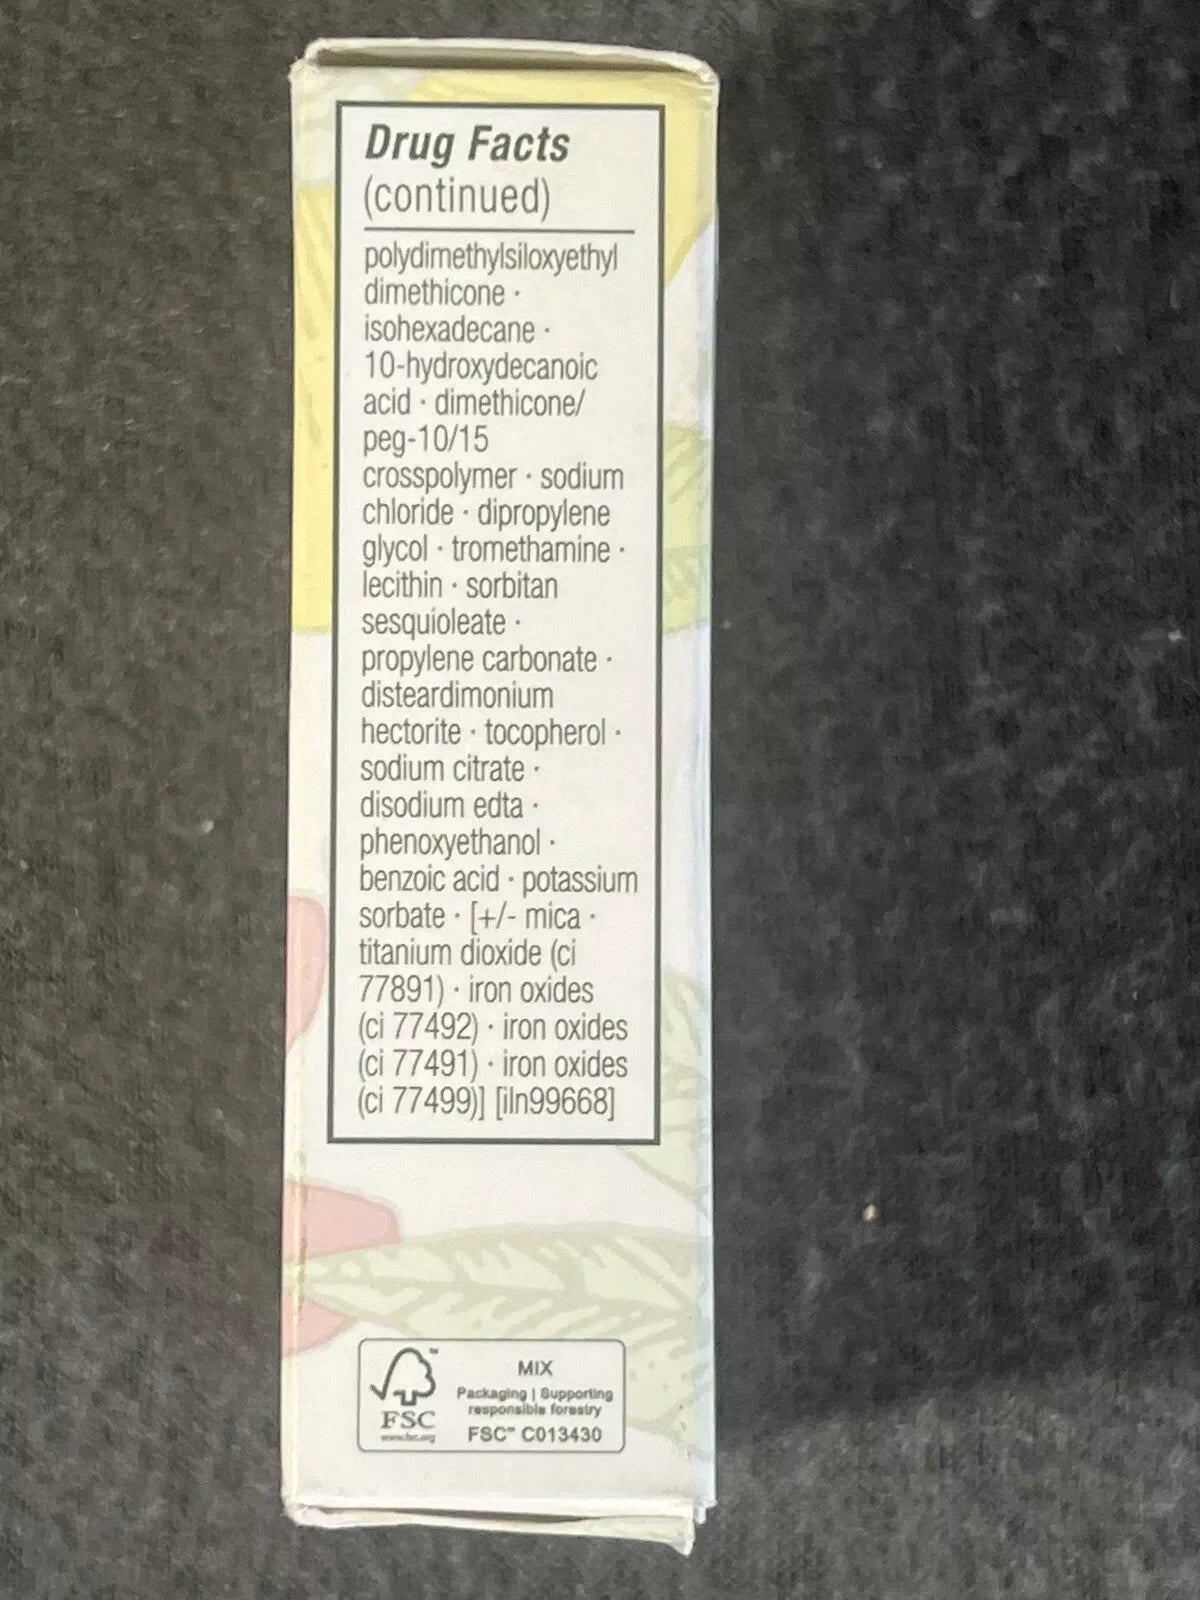 Drug Facts
(continued)
polydimethylsiloxyethyl
dimethicone ·
isohexadecane ·
10-hydroxydecanoic
acid · dimethicone/
peg-10/15
crosspolymer · sodium
chloride · dipropylene
glycol · tromethamine ·
lecithin · sorbitan
sesquioleate ·
propylene carbonate ·
disteardimonium
hectorite · tocopherol ·
sodium citrate ·
disodium edta ·
phenoxyethanol ·
benzoic acid · potassium
sorbate · [+/- mica ·
titanium dioxide (ci
77891) · iron oxides
(ci 77492) · iron oxides
(ci 77491) · iron oxides
(ci 77499)] [iln99668]
FSC
www.fsc.org
MIX
Packaging | Supporting
responsible forestry
FSC™ C013430